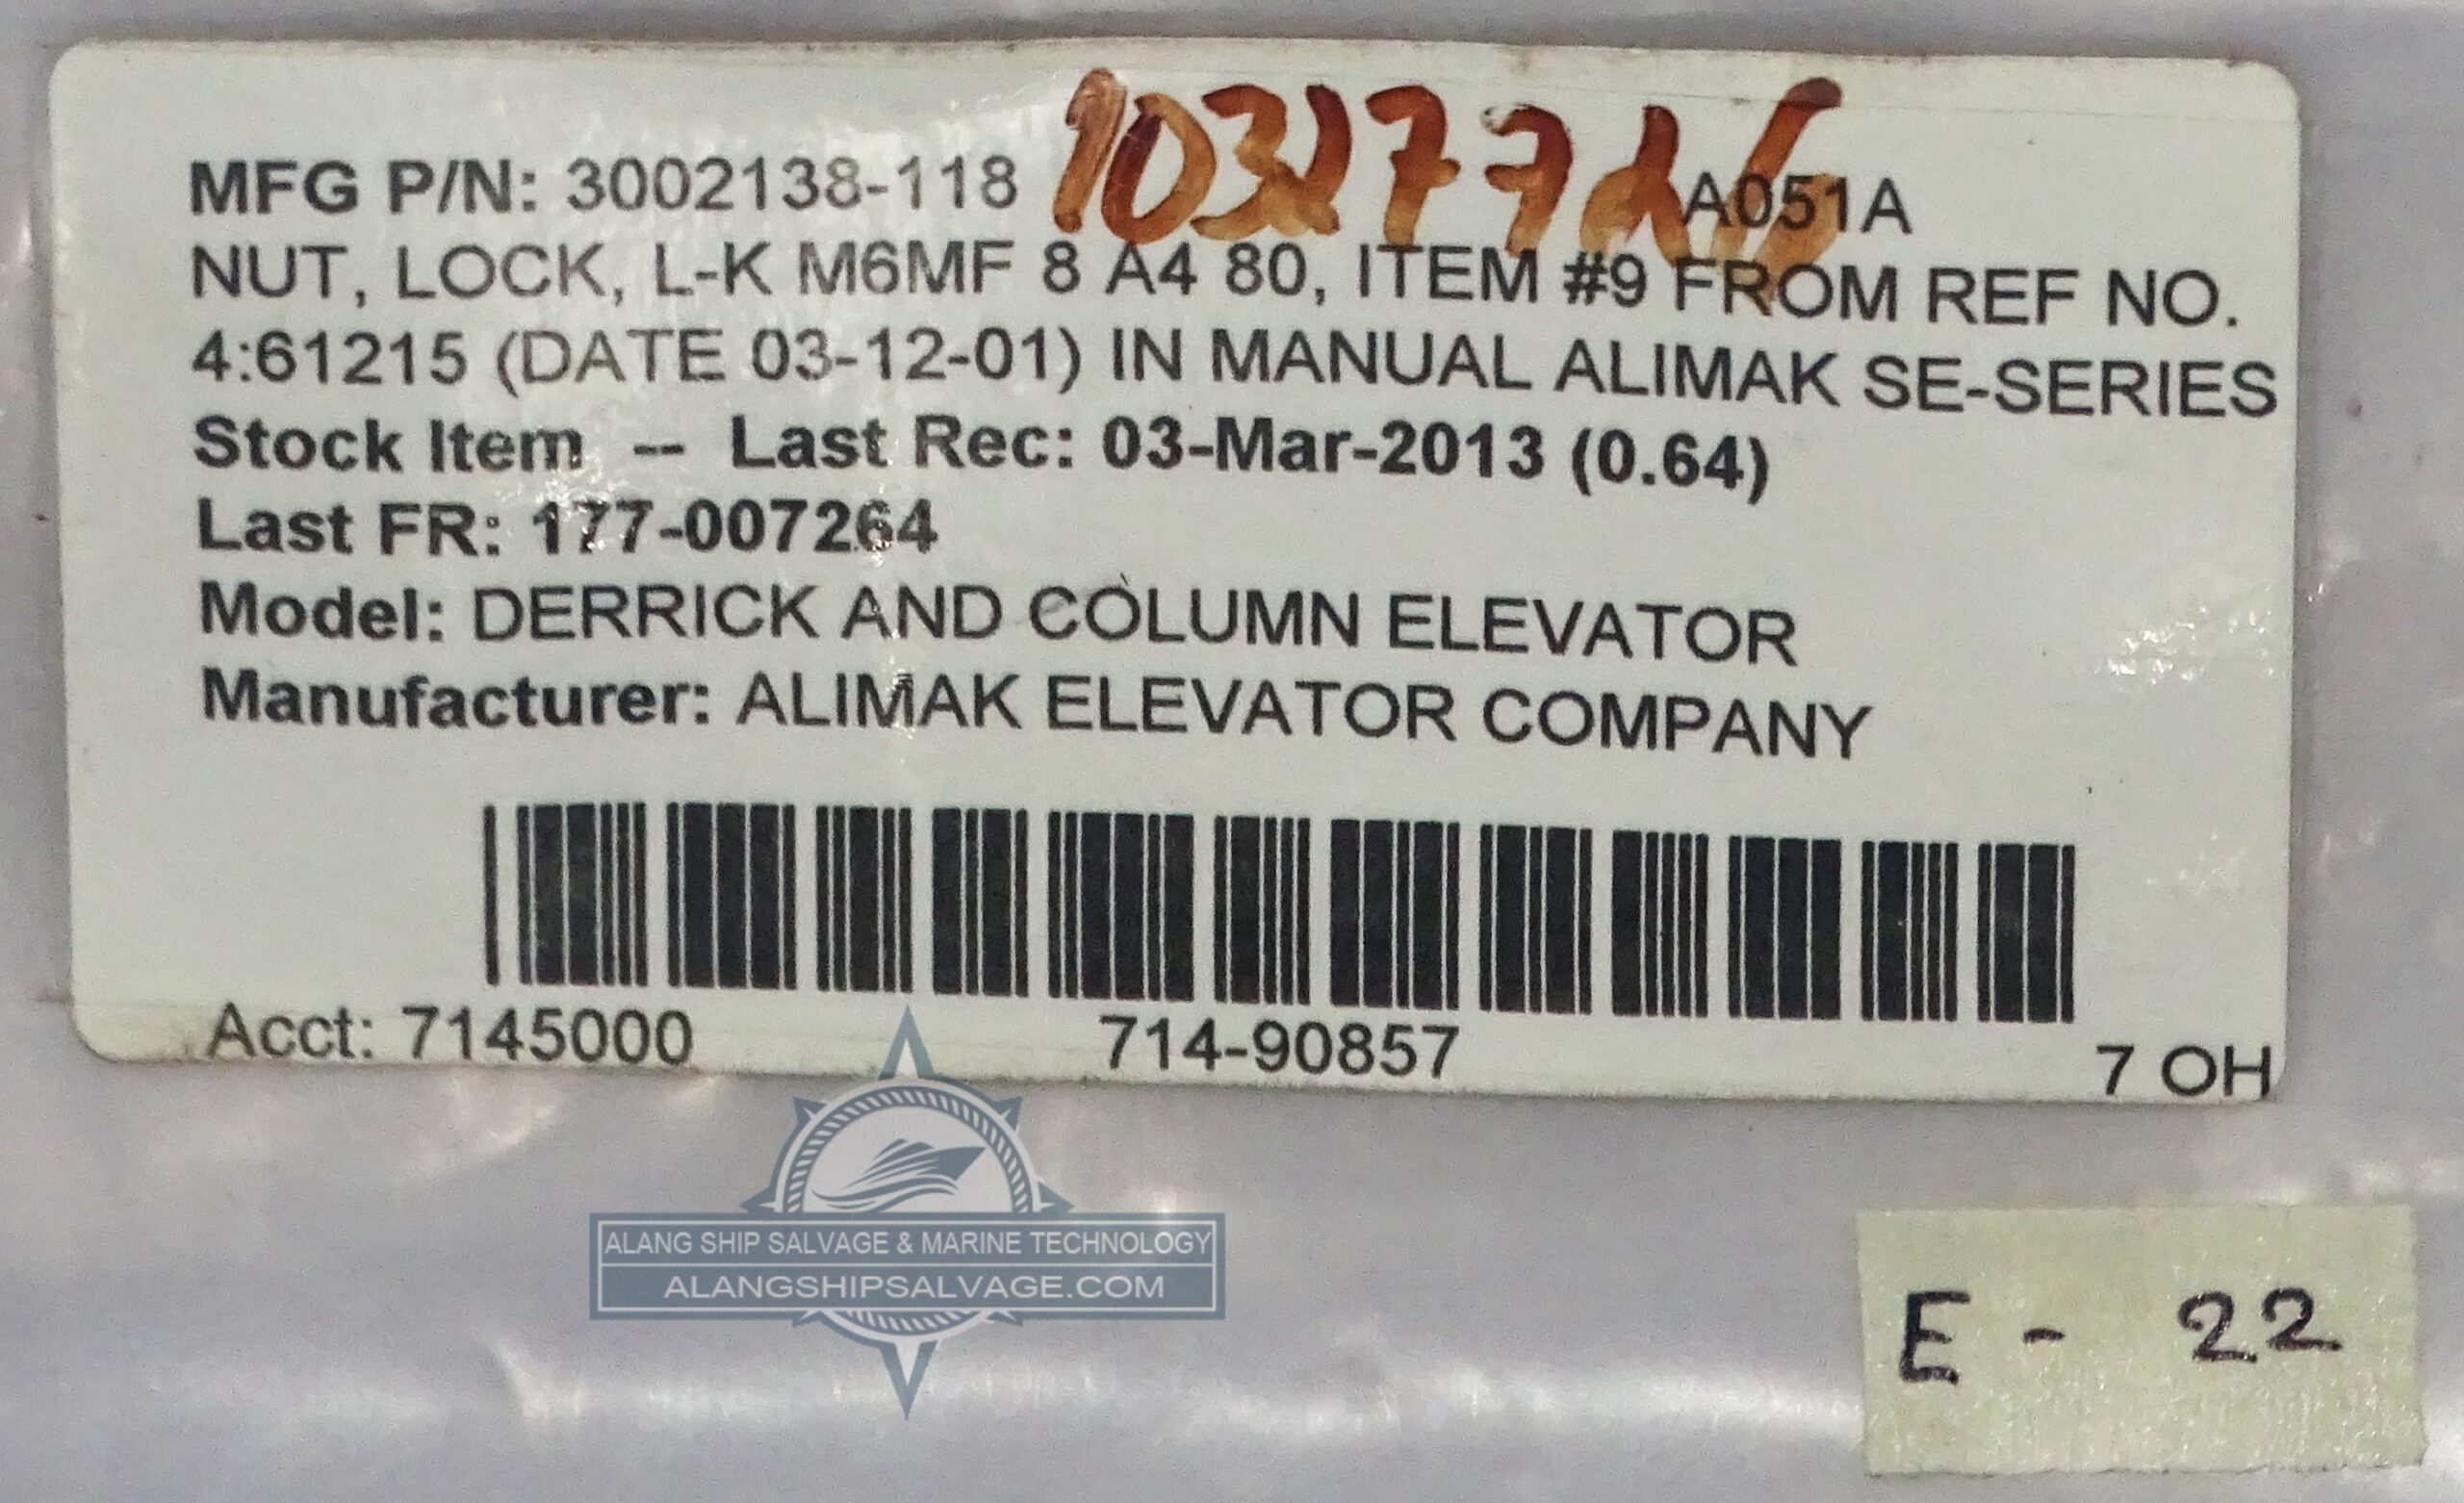 MFG P/N: 3002138-118 A051A
NUT, LOCK, L-K M6MF 8 A4 80, ITEM #9 FROM REF NO.
4:61215 (DATE 03-12-01) IN MANUAL ALIMAK SE-SERIES
Stock Item -- Last Rec: 03-Mar-2013 (0.64)
Last FR: 177-007264
Model: DERRICK AND COLUMN ELEVATOR
Manufacturer: ALIMAK ELEVATOR COMPANY
Acct: 7145000 714-90857 7 OH
ALANG SHIP SALVAGE & MARINE TECHNOLOGY
ALANGSHIPSALVAGE.COM
E - 22